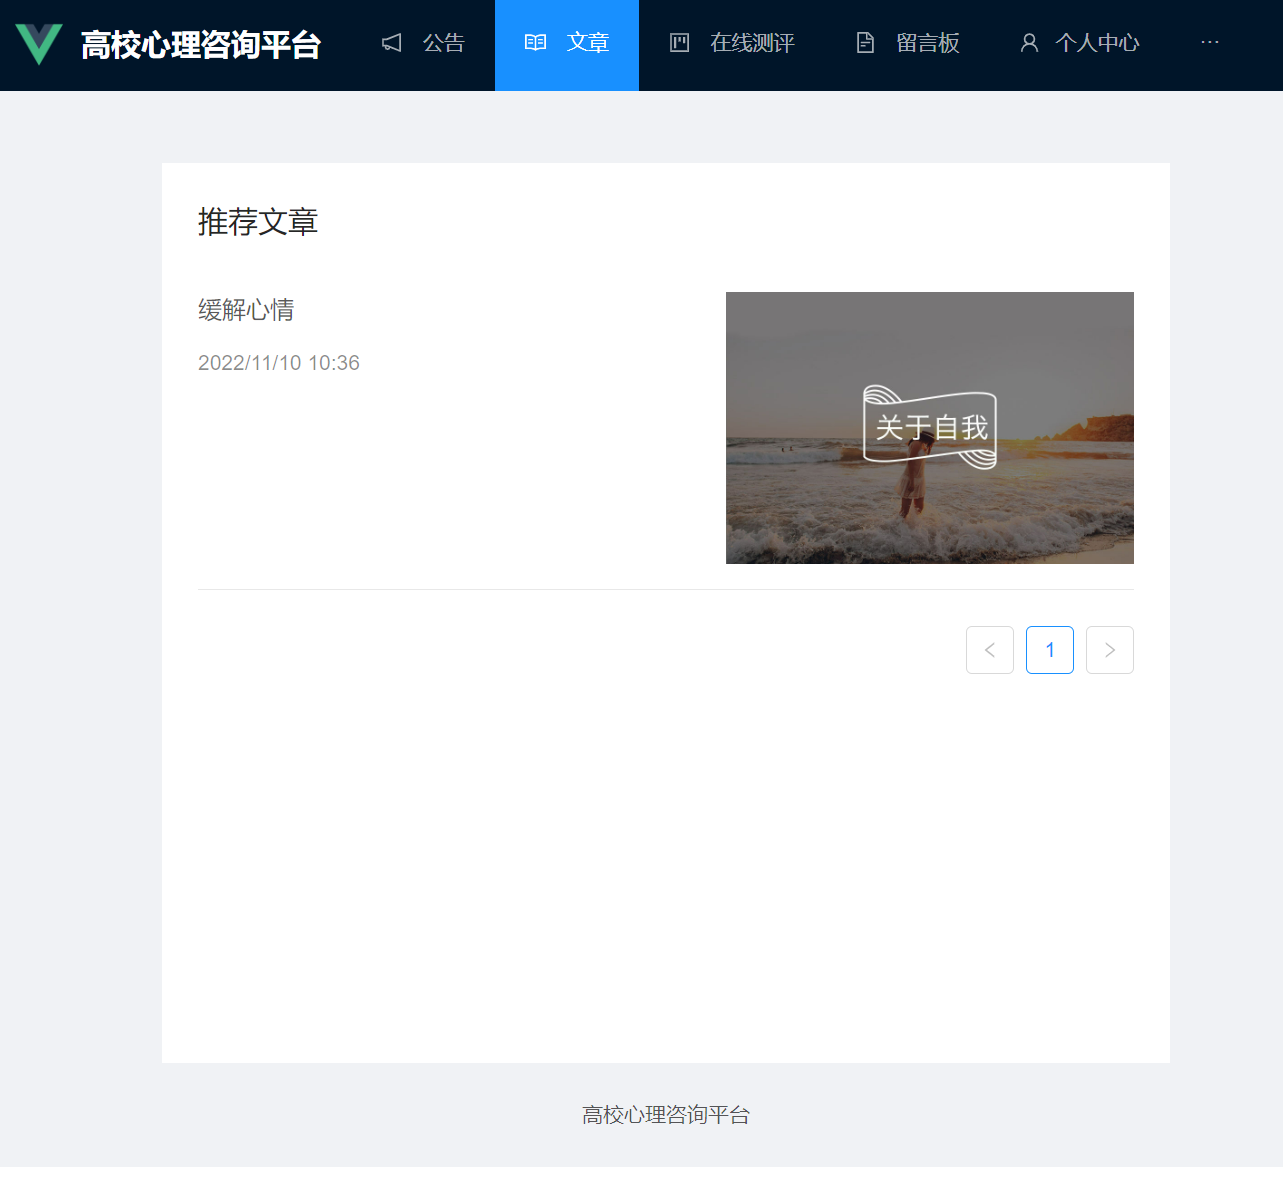 高校心理咨询平台
公告
文章
在线测评
留言板
个人中心
···
推荐文章
缓解心情
2022/11/10 10:36
关于自我
1
高校心理咨询平台